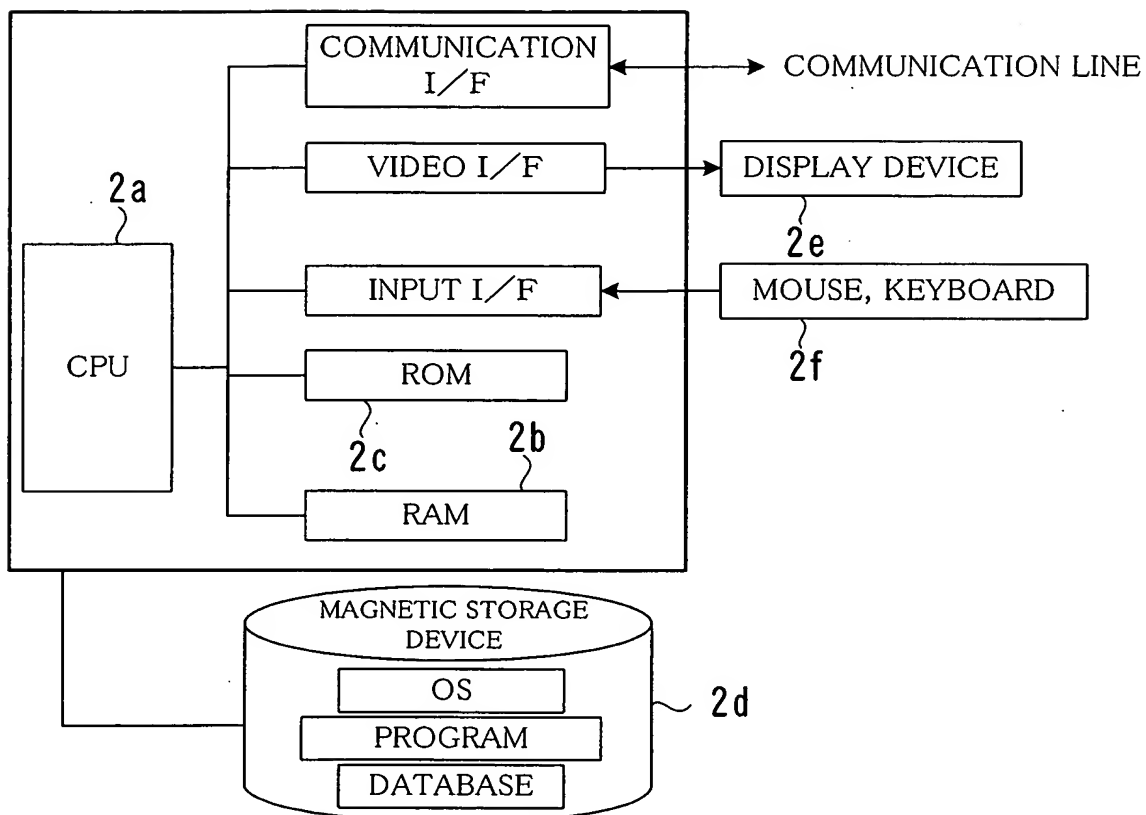 COMMUNICATION
I/F
COMMUNICATION LINE
VIDEO I/F
DISPLAY DEVICE
2a
2e
INPUT I/F
MOUSE, KEYBOARD
CPU
2f
ROM
2c
2b
RAM
MAGNETIC STORAGE
DEVICE
OS
2d
PROGRAM
DATABASE